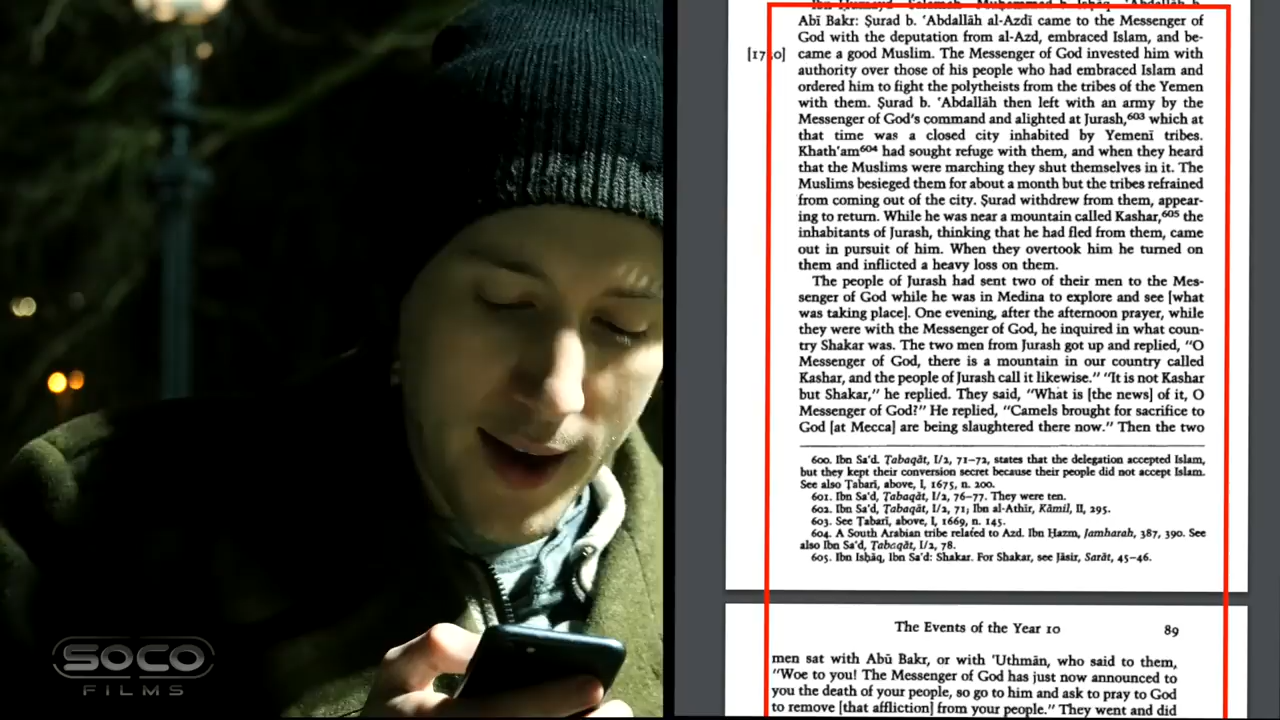 Abī Bakr: Ṣurad b. ʿAbdallāh al-Azdī came to the Messenger of
God with the deputation from al-Azd, embraced Islam, and be-
came a good Muslim. The Messenger of God invested him with
authority over those of his people who had embraced Islam and
ordered him to fight the polytheists from the tribes of the Yemen
with them. Ṣurad b. ʿAbdallāh then left with an army by the
Messenger of God's command and alighted at Jurash,⁶⁰³ which at
that time was a closed city inhabited by Yemenī tribes.
Khathʿam⁶⁰⁴ had sought refuge with them, and when they heard
that the Muslims were marching they shut themselves in it. The
Muslims besieged them for about a month but the tribes refrained
from coming out of the city. Ṣurad withdrew from them, appear-
ing to return. While he was near a mountain called Kashar,⁶⁰⁵ the
inhabitants of Jurash, thinking that he had fled from them, came
out in pursuit of him. When they overtook him he turned on
them and inflicted a heavy loss on them.
The people of Jurash had sent two of their men to the Mes-
senger of God while he was in Medina to explore and see [what
was taking place]. One evening, after the afternoon prayer, while
they were with the Messenger of God, he inquired in what coun-
try Shakar was. The two men from Jurash got up and replied, "O
Messenger of God, there is a mountain in our country called
Kashar, and the people of Jurash call it likewise." "It is not Kashar
but Shakar," he replied. They said, "What is [the news] of it, O
Messenger of God?" He replied, "Camels brought for sacrifice to
God [at Mecca] are being slaughtered there now." Then the two
600. Ibn Saʿd. Ṭabaqāt, I/2, 71–72, states that the delegation accepted Islam,
but they kept their conversion secret because their people did not accept Islam.
See also Ṭabarī, above, I, 1675, n. 200.
601. Ibn Saʿd, Ṭabaqāt, I/2, 76–77. They were ten.
602. Ibn Saʿd, Ṭabaqāt, I/2, 71; Ibn al-Athīr, Kāmil, II, 295.
603. See Ṭabarī, above, I, 1669, n. 145.
604. A South Arabian tribe related to Azd. Ibn Ḥazm, Jamharah, 387, 390. See
also Ibn Saʿd, Ṭabaqāt, I/2, 78.
605. Ibn Isḥāq, Ibn Saʿd: Shakar. For Shakar, see Jāsir, Sarāt, 45–46.
The Events of the Year 10 89
men sat with Abū Bakr, or with ʿUthmān, who said to them,
"Woe to you! The Messenger of God has just now announced to
you the death of your people, so go to him and ask to pray to God
to remove [that affliction] from your people." They went and did
SOCO
FILMS